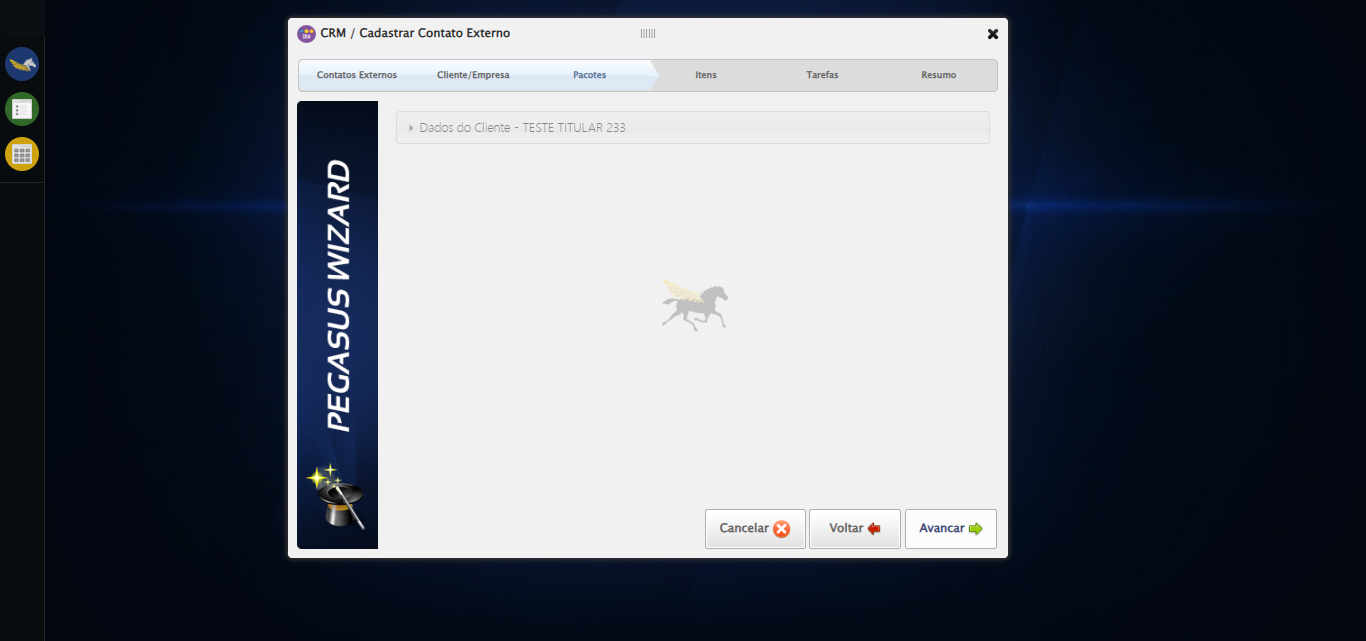 CRM / Cadastrar Contato Externo
Contatos Externos
Cliente/Empresa
Pacotes
Itens
Tarefas
Resumo
Dados do Cliente - TESTE TITULAR 233
PEGASUS WIZARD
Cancelar
Voltar
Avancar